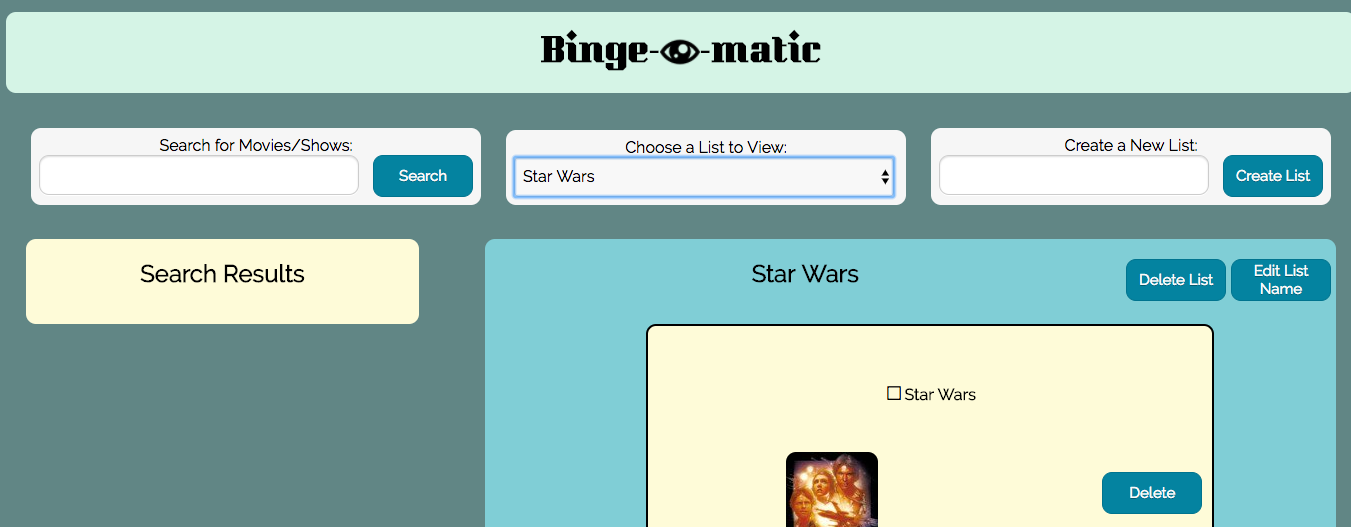 Binge-👁-matic
Search for Movies/Shows:
Search
Choose a List to View:
Star Wars
Create a New List:
Create List
Search Results
Star Wars
Delete List
Edit List
Name
Star Wars
Delete